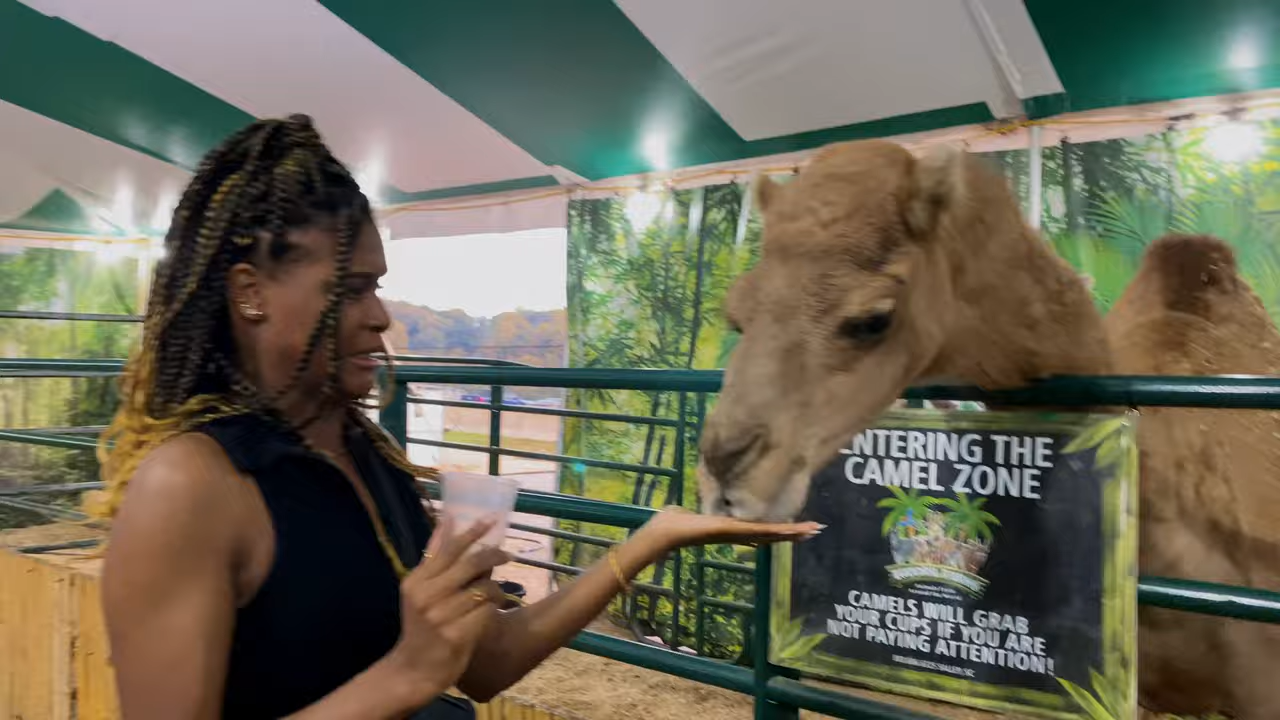 ENTERING THE
CAMEL ZONE
CAMELS WILL GRAB
YOUR CUPS IF YOU ARE
NOT PAYING ATTENTION!